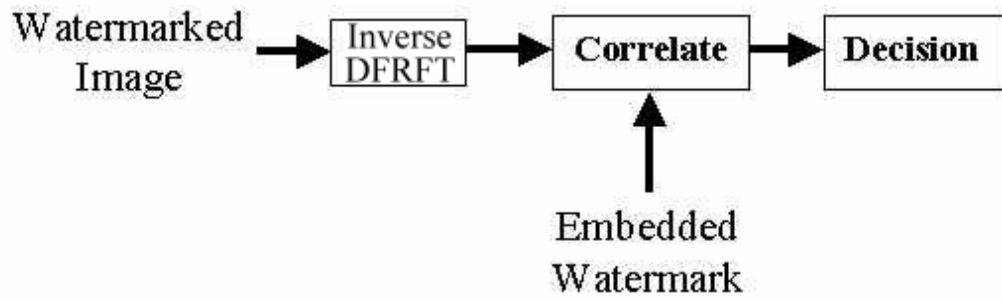 Watermarked
Image
Inverse
DFRFT
Correlate
Decision
Embedded
Watermark